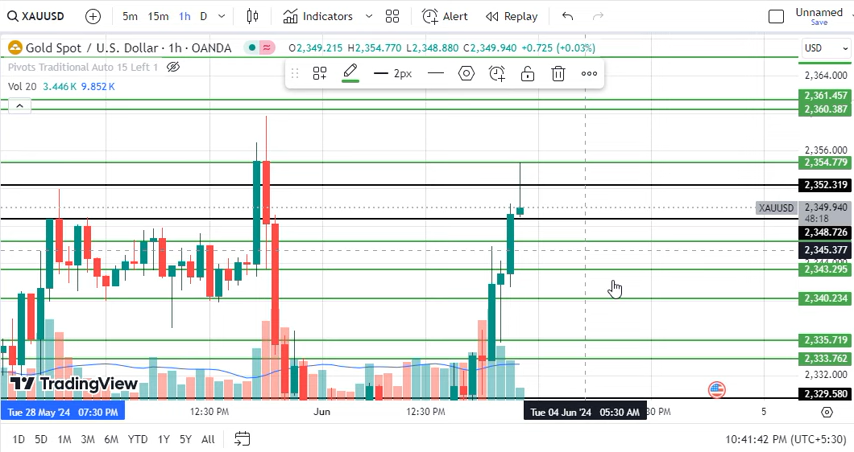 XAUUSD 5m 15m 1h D Indicators Alert Replay Unnamed
Save
Gold Spot / U.S. Dollar · 1h · OANDA O2,349.215 H2,354.770 L2,348.880 C2,349.940 +0.725 (+0.03%) USD
Pivots Traditional Auto 15 Left 1
2px
2,364.000
Vol 20 3.446K 9.852K
2,361.457
2,360.387
2,356.000
2,354.779
2,352.319
XAUUSD 2,349.940
48:18
2,348.726
2,345.377
2,343.295
2,340.234
2,335.719
2,333.762
2,332.000
TradingView
2,329.580
Tue 28 May '24 07:30 PM 12:30 PM Jun 12:30 PM Tue 04 Jun '24 05:30 AM :30 PM 5
1D 5D 1M 3M 6M YTD 1Y 5Y All 10:41:42 PM (UTC+5:30)